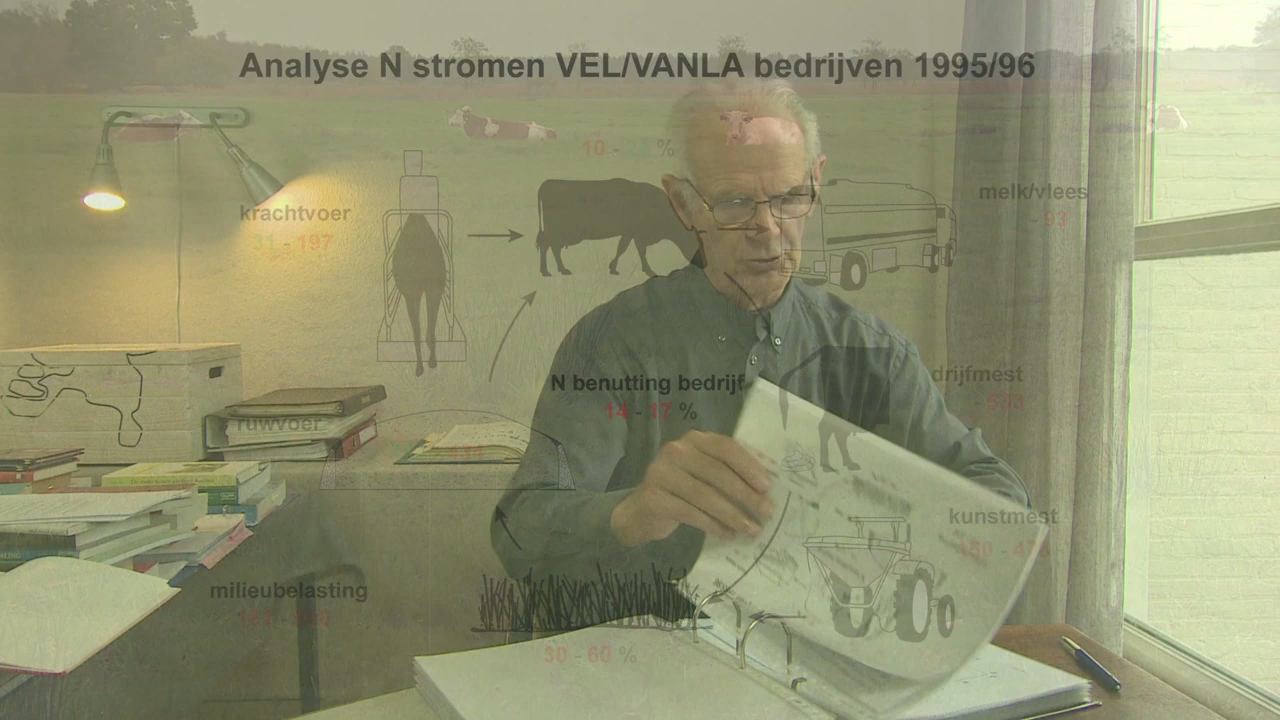 Analyse N stromen VEL/VANLA bedrijven 1995/96
10 - 21 %
melk/vlees
- 93
krachtvoer
31 - 197
N benutting bedrijf
14 - 17 %
drijfmest
ruwvoer
kunstmest
milieubelasting
30 - 60 %